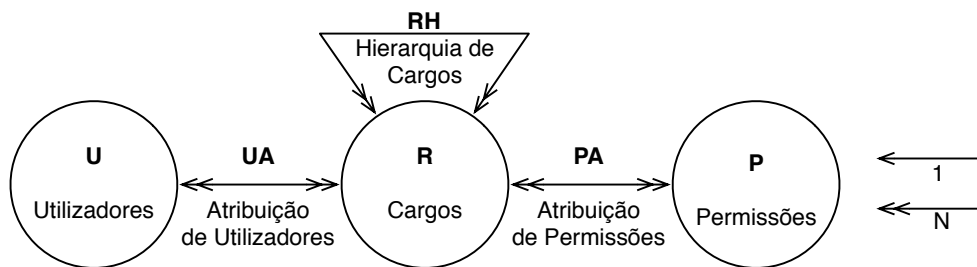 RH
Hierarquia de
Cargos
U
Utilizadores
UA
Atribuição
de Utilizadores
R
Cargos
PA
Atribuição
de Permissões
P
Permissões
1
N